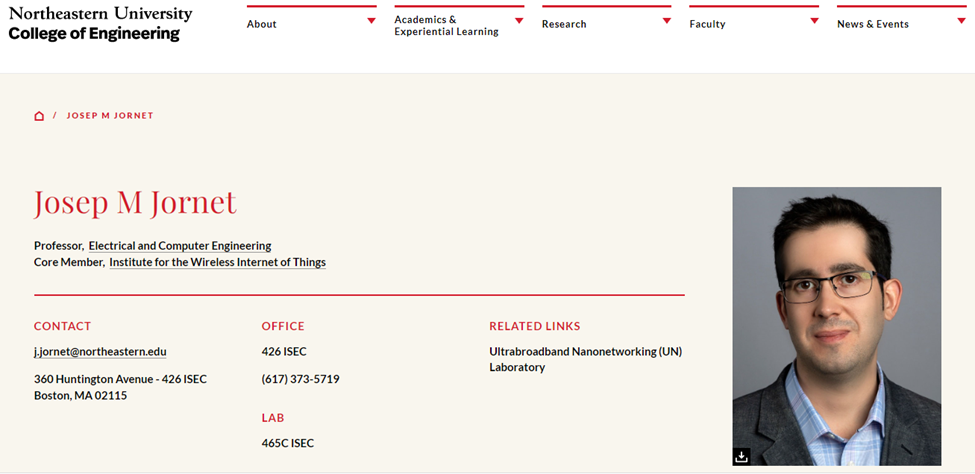 Northeastern University
College of Engineering
About
Academics &
Experiential Learning
Research
Faculty
News & Events
/ JOSEP M JORNET
Josep M Jornet
Professor, Electrical and Computer Engineering
Core Member, Institute for the Wireless Internet of Things
CONTACT
j.jornet@northeastern.edu
360 Huntington Avenue - 426 ISEC
Boston, MA 02115
OFFICE
426 ISEC
(617) 373-5719
LAB
465C ISEC
RELATED LINKS
Ultrabroadband Nanonetworking (UN)
Laboratory